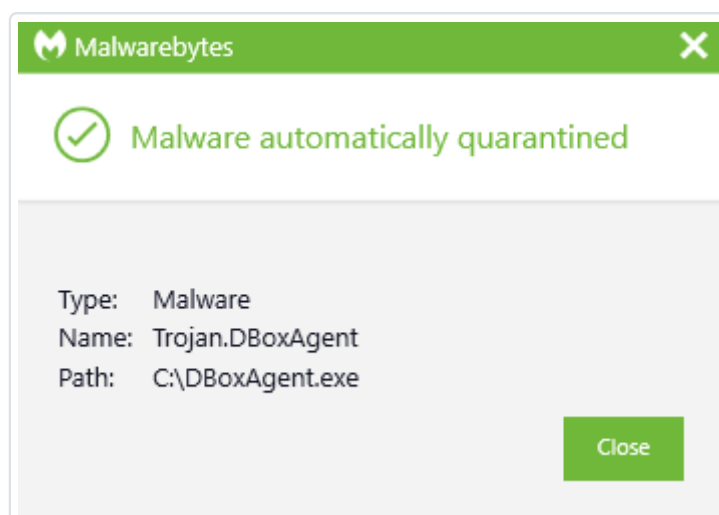 Malwarebytes
Malware automatically quarantined
Type: Malware
Name: Trojan.DBoxAgent
Path: C:\DBoxAgent.exe
Close